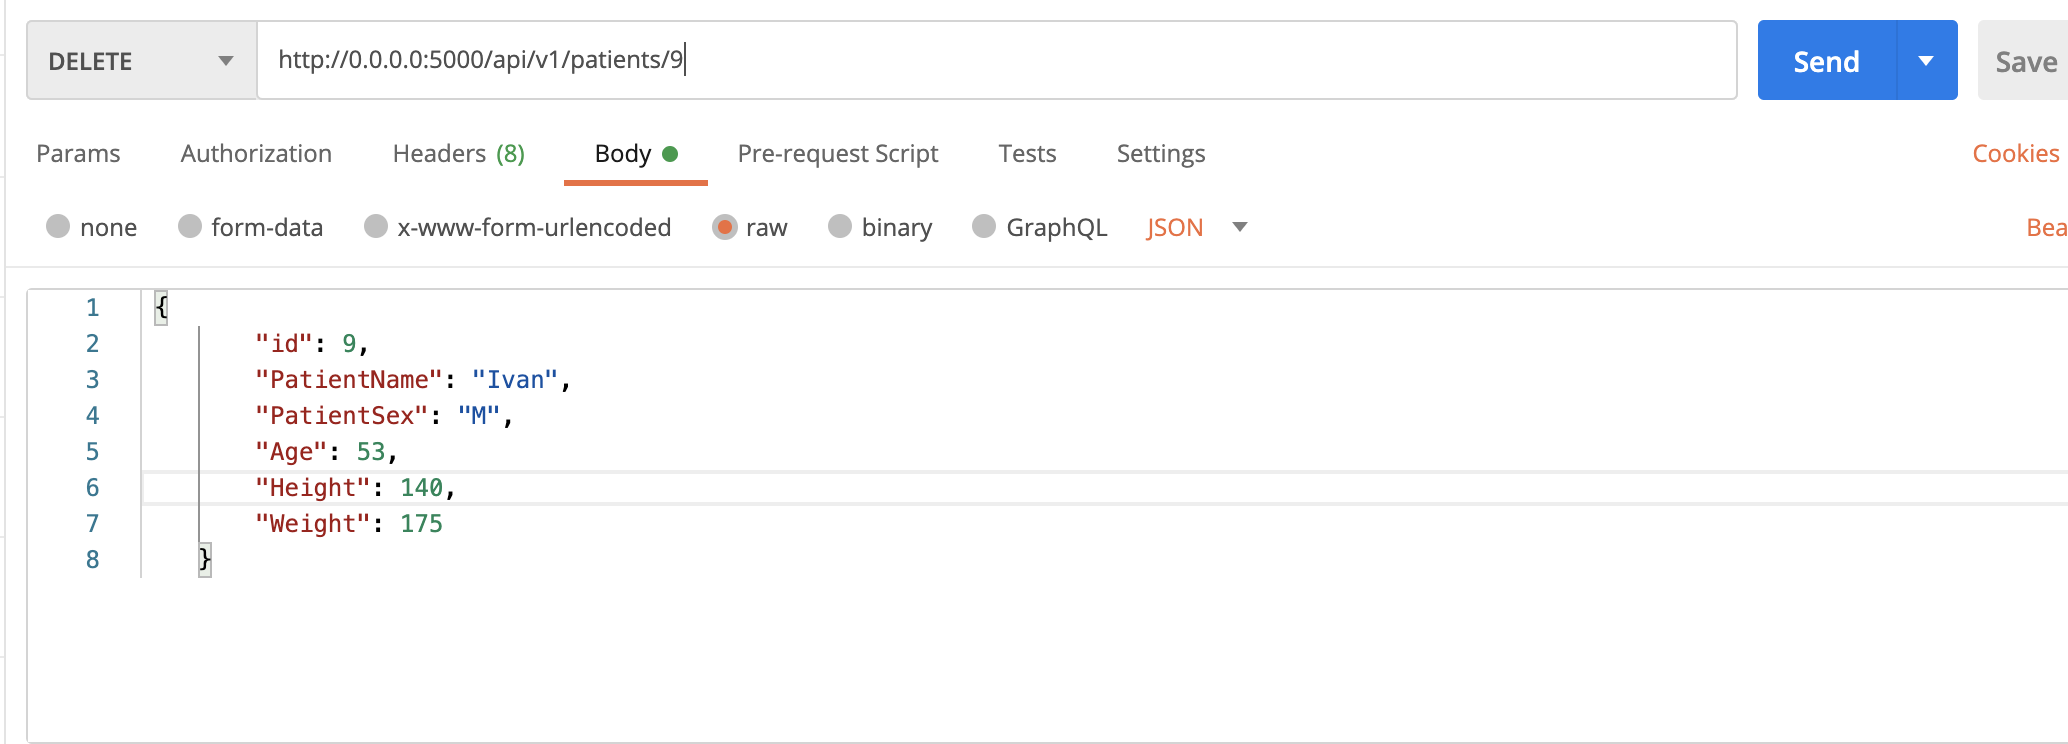 DELETE http://0.0.0.0:5000/api/v1/patients/9 Send Save
Params Authorization Headers (8) Body Pre-request Script Tests Settings Cookies
none form-data x-www-form-urlencoded raw binary GraphQL JSON Bea
1 {
2 "id": 9,
3 "PatientName": "Ivan",
4 "PatientSex": "M",
5 "Age": 53,
6 "Height": 140,
7 "Weight": 175
8 }